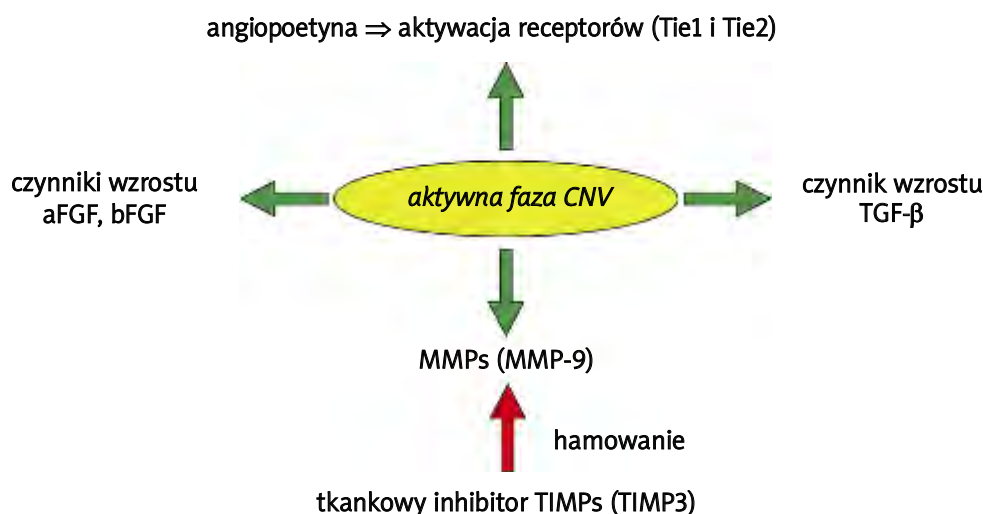 angiopoetyna ⇒ aktywacja receptorów (Tie1 i Tie2)
czynniki wzrostu
aFGF, bFGF
aktywna faza CNV
czynnik wzrostu
TGF-β
MMPs (MMP-9)
hamowanie
tkankowy inhibitor TIMPs (TIMP3)